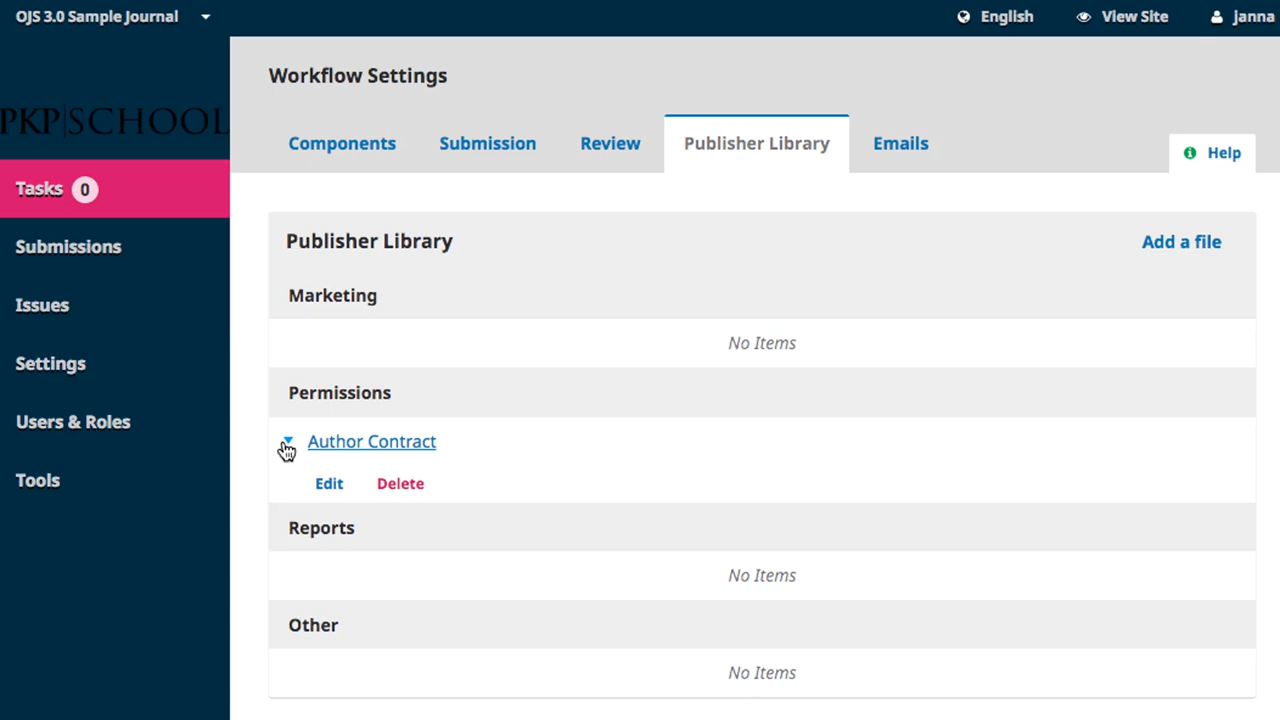 OJS 3.0 Sample Journal
English
View Site
Janna
PKP|SCHOOL
Tasks 0
Submissions
Issues
Settings
Users & Roles
Tools
Workflow Settings
Components
Submission
Review
Publisher Library
Emails
Help
Publisher Library
Add a file
Marketing
No Items
Permissions
Author Contract
Edit
Delete
Reports
No Items
Other
No Items